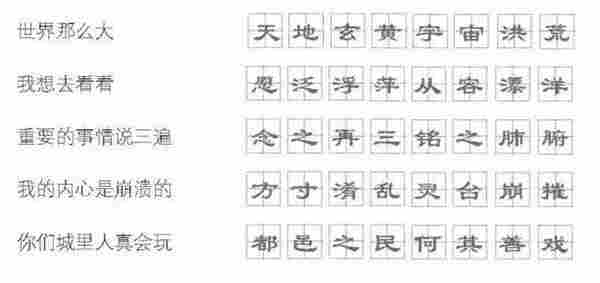 世界那么大 天地玄黄宇宙洪荒
我想去看看 愿泛浮萍从容漂洋
重要的事情说三遍 念之再三铭之肺腑
我的内心是崩溃的 方寸淆乱灵台崩摧
你们城里人真会玩 都邑之民何其善戏